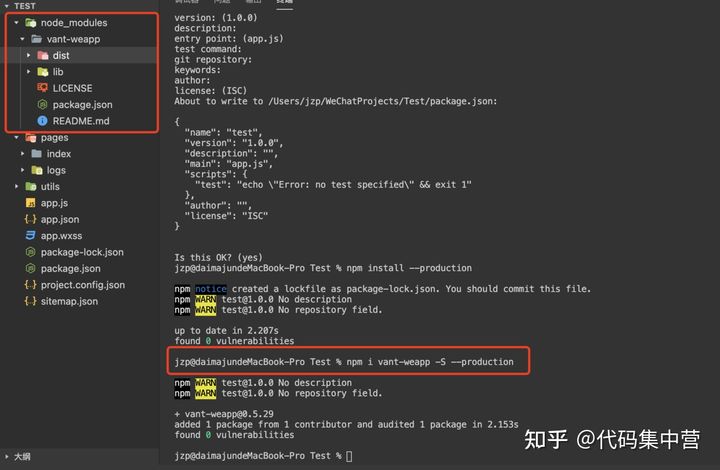 TEST
node_modules
vant-weapp
dist
lib
LICENSE
package.json
README.md
pages
index
logs
utils
app.js
app.json
app.wxss
package-lock.json
package.json
project.config.json
sitemap.json
大纲
version: (1.0.0)
description:
entry point: (app.js)
test command:
git repository:
keywords:
author:
license: (ISC)
About to write to /Users/jzp/WeChatProjects/Test/package.json:
{
"name": "test",
"version": "1.0.0",
"description": "",
"main": "app.js",
"scripts": {
"test": "echo \"Error: no test specified\" && exit 1"
},
"author": "",
"license": "ISC"
}
Is this OK? (yes)
jzp@daimajundeMacBook-Pro Test % npm install --production
npm notice created a lockfile as package-lock.json. You should commit this file.
npm WARN test@1.0.0 No description
npm WARN test@1.0.0 No repository field.
up to date in 2.207s
found 0 vulnerabilities
jzp@daimajundeMacBook-Pro Test % npm i vant-weapp -S --production
npm WARN test@1.0.0 No description
npm WARN test@1.0.0 No repository field.
+ vant-weapp@0.5.29
added 1 package from 1 contributor and audited 1 package in 2.153s
found 0 vulnerabilities
jzp@daimajundeMacBook-Pro Test %
知乎 @代码集中营